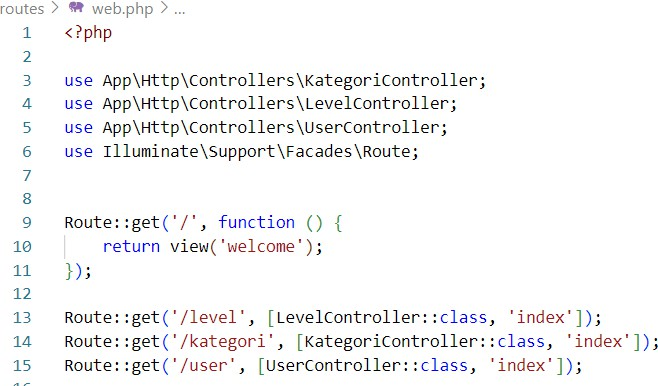 routes > web.php > ...
1 <?php
2
3 use App\Http\Controllers\KategoriController;
4 use App\Http\Controllers\LevelController;
5 use App\Http\Controllers\UserController;
6 use Illuminate\Support\Facades\Route;
7
8
9 Route::get('/', function () {
10     return view('welcome');
11 });
12
13 Route::get('/level', [LevelController::class, 'index']);
14 Route::get('/kategori', [KategoriController::class, 'index']);
15 Route::get('/user', [UserController::class, 'index']);